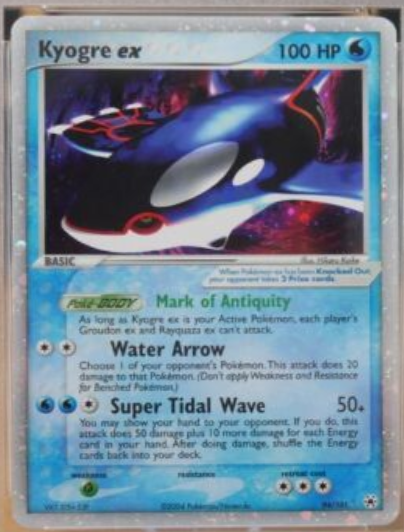 Kyogre ex
100 HP
BASIC
Illus. Hikaru Koike
When Pokémon-ex has been Knocked Out,
your opponent takes 2 Prize cards.
Poké-BODY Mark of Antiquity
As long as Kyogre ex is your Active Pokémon, each player's
Groudon ex and Rayquaza ex can't attack.
Water Arrow
Choose 1 of your opponent's Pokémon. This attack does 20
damage to that Pokémon. (Don't apply Weakness and Resistance
for Benched Pokémon.)
Super Tidal Wave 50+
You may show your hand to your opponent. If you do, this
attack does 50 damage plus 10 more damage for each Energy
card in your hand. After doing damage, shuffle the Energy
cards back into your deck.
weakness resistance retreat cost
©2004 Pokémon/Nintendo